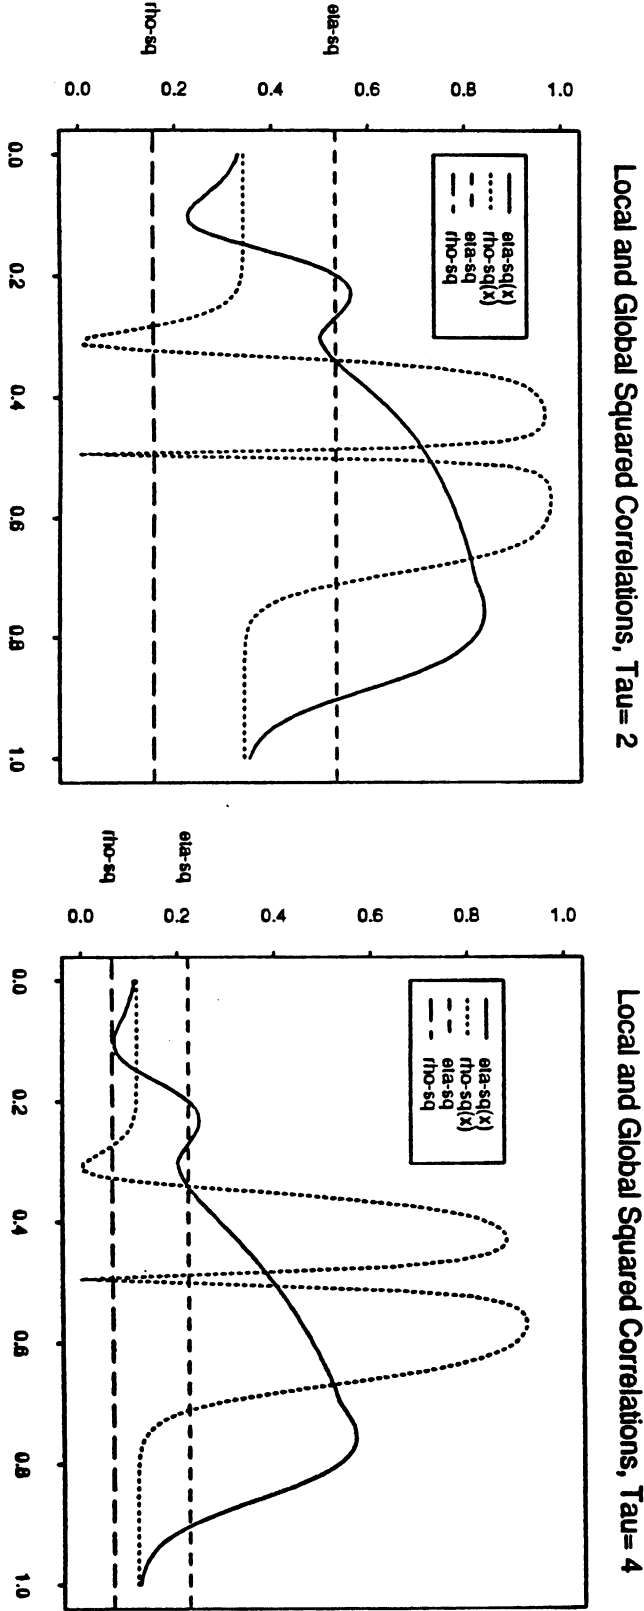 Local and Global Squared Correlations, Tau= 2
1.0
0.8
0.6
0.4
0.2
0.0
eta-sq
rho-sq
eta-sq(x)
rho-sq(x)
eta-sq
rho-sq
0.0 0.2 0.4 0.6 0.8 1.0
Local and Global Squared Correlations, Tau= 4
1.0
0.8
0.6
0.4
0.2
0.0
eta-sq
rho-sq
eta-sq(x)
rho-sq(x)
eta-sq
rho-sq
0.0 0.2 0.4 0.6 0.8 1.0